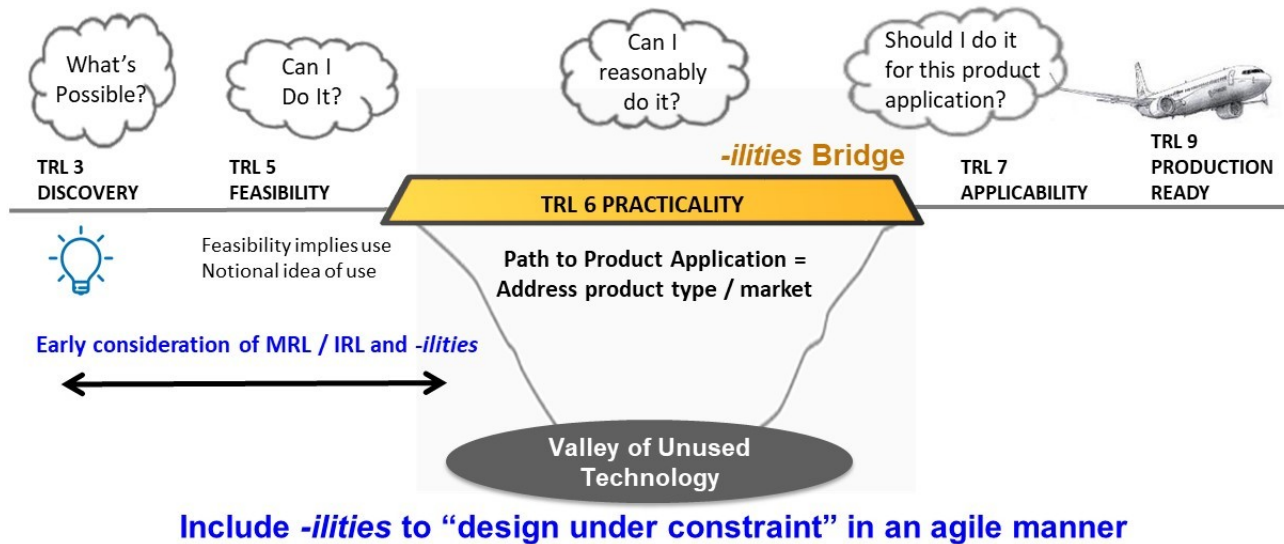 What's
Possible?
Can I
Do It?
Can I
reasonably
do it?
Should I do it
for this product
application?
-ilities Bridge
TRL 3
DISCOVERY
TRL 5
FEASIBILITY
TRL 6 PRACTICALITY
TRL 7
APPLICABILITY
TRL 9
PRODUCTION
READY
Feasibility implies use
Notional idea of use
Path to Product Application =
Address product type / market
Early consideration of MRL / IRL and -ilities
Valley of Unused
Technology
Include -ilities to “design under constraint” in an agile manner